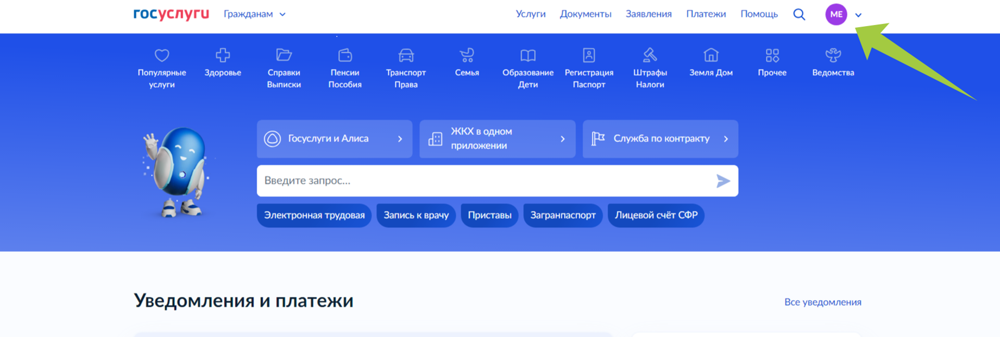 госуслуги Гражданам Услуги Документы Заявления Платежи Помощь МЕ
Популярные услуги
Здоровье
Справки Выписки
Пенсии Пособия
Транспорт Права
Семья
Образование Дети
Регистрация Паспорт
Штрафы Налоги
Земля Дом
Прочее
Ведомства
Госуслуги и Алиса
ЖКХ в одном
приложении
Служба по контракту
Введите запрос...
Электронная трудовая Запись к врачу Приставы Загранпаспорт Лицевой счёт СФР
Уведомления и платежи
Все уведомления